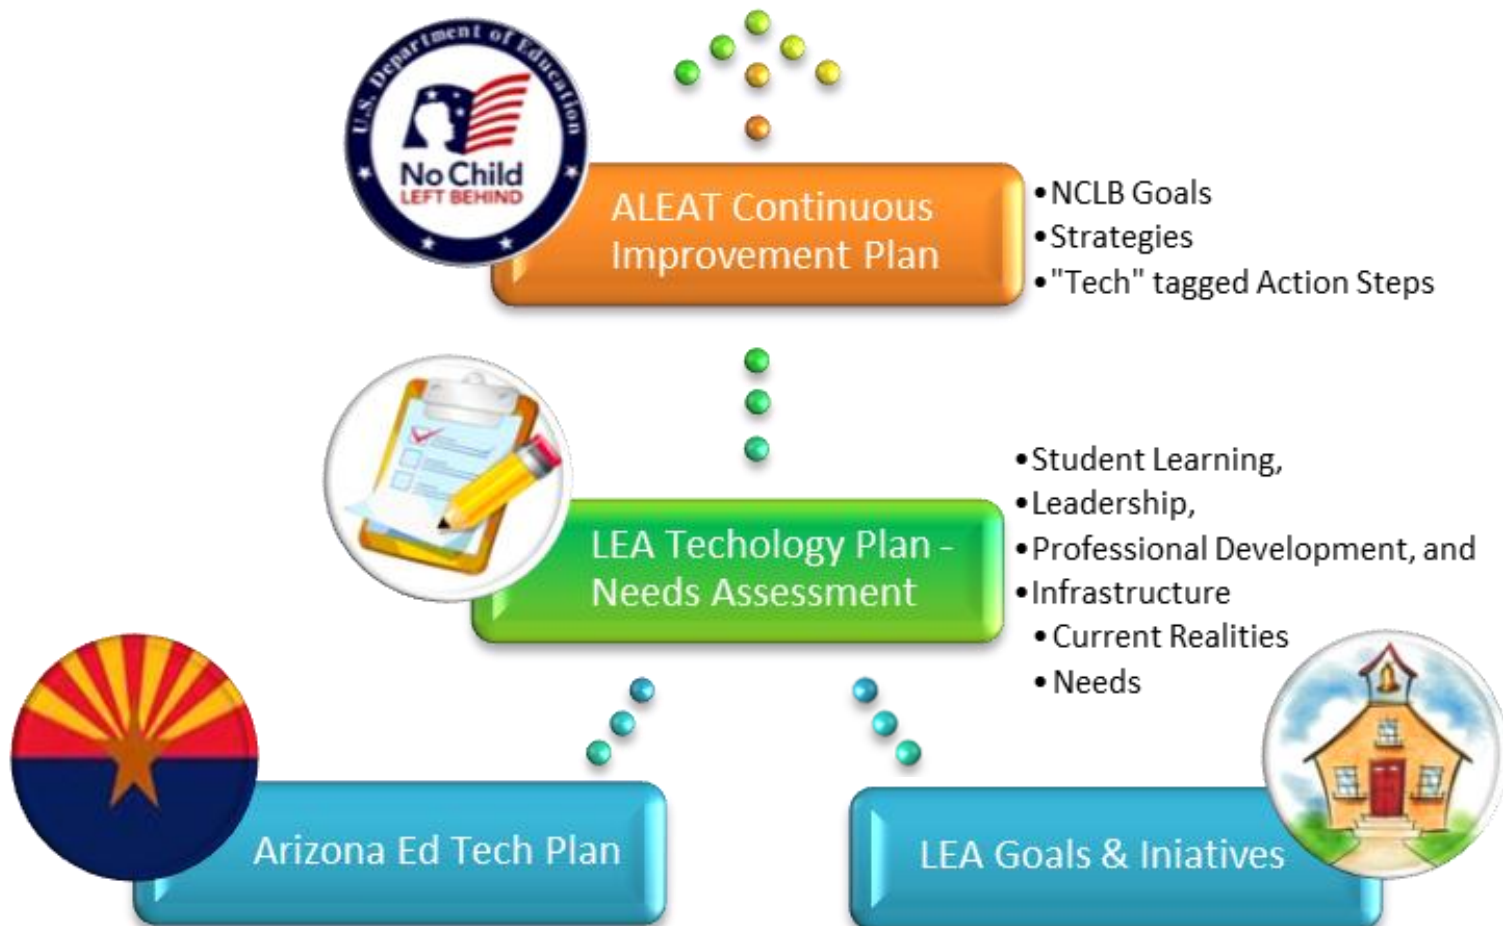 U.S. Department of Education
No Child
LEFT BEHIND
ALEAT Continuous
Improvement Plan
•NCLB Goals
•Strategies
•"Tech" tagged Action Steps
LEA Techology Plan -
Needs Assessment
•Student Learning,
•Leadership,
•Professional Development, and
•Infrastructure
•Current Realities
•Needs
Arizona Ed Tech Plan
LEA Goals & Iniatives